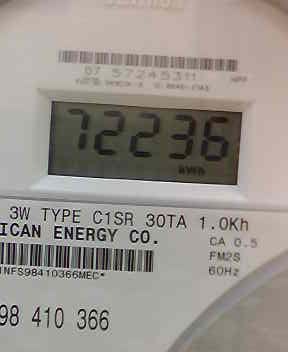 07 57245311
72236
kWh
3W TYPE C1SR 30TA 1.0Kh
ICAN ENERGY CO.
CA 0.5
FM2S
60Hz
INFS98410366MEC*
98 410 366